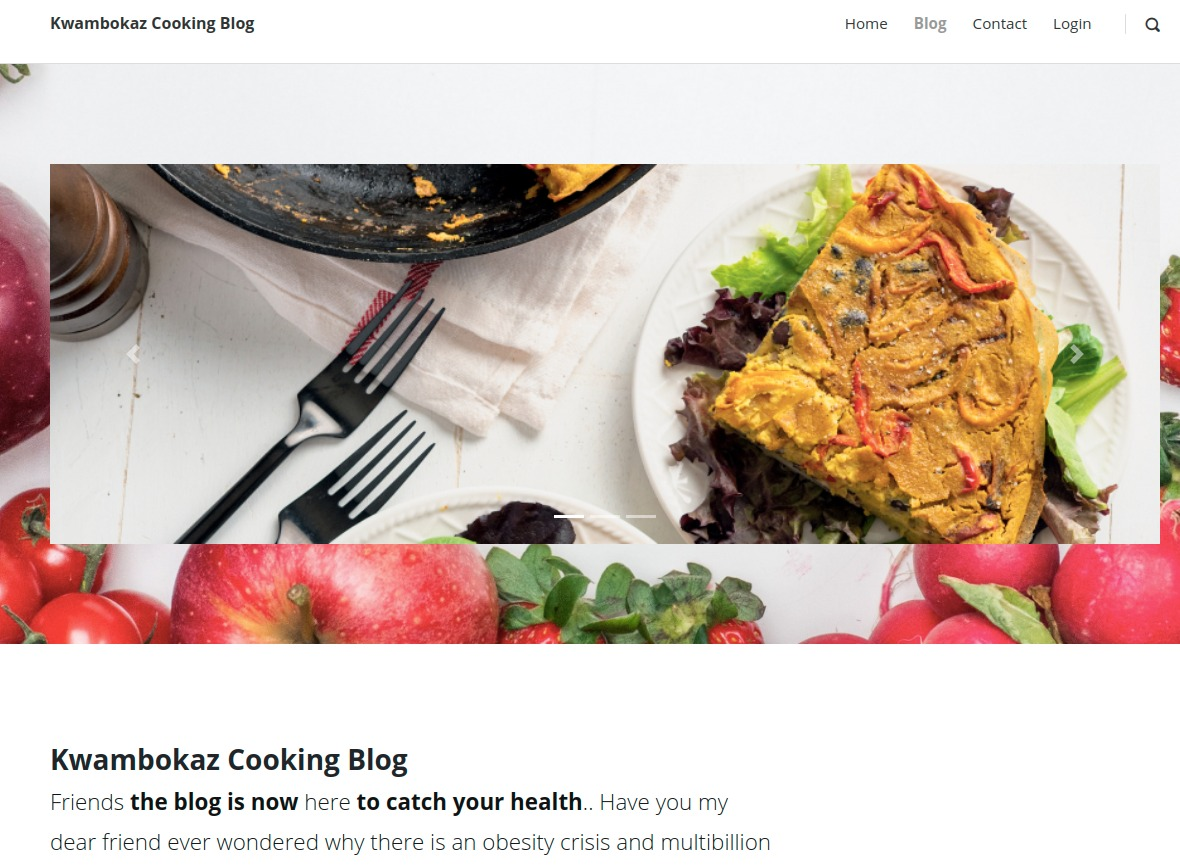 Kwambokaz Cooking Blog
Home Blog Contact Login
Kwambokaz Cooking Blog
Friends the blog is now here to catch your health.. Have you my
dear friend ever wondered why there is an obesity crisis and multibillion